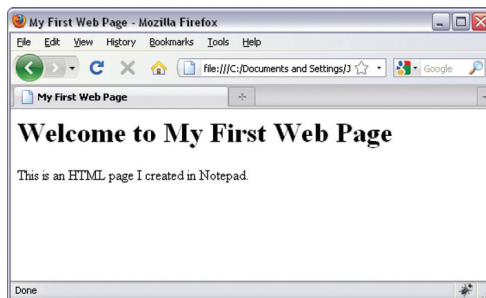 My First Web Page - Mozilla Firefox
File Edit View History Bookmarks Tools Help
file:///C:/Documents and Settings/J Google
My First Web Page
Welcome to My First Web Page
This is an HTML page I created in Notepad.
Done